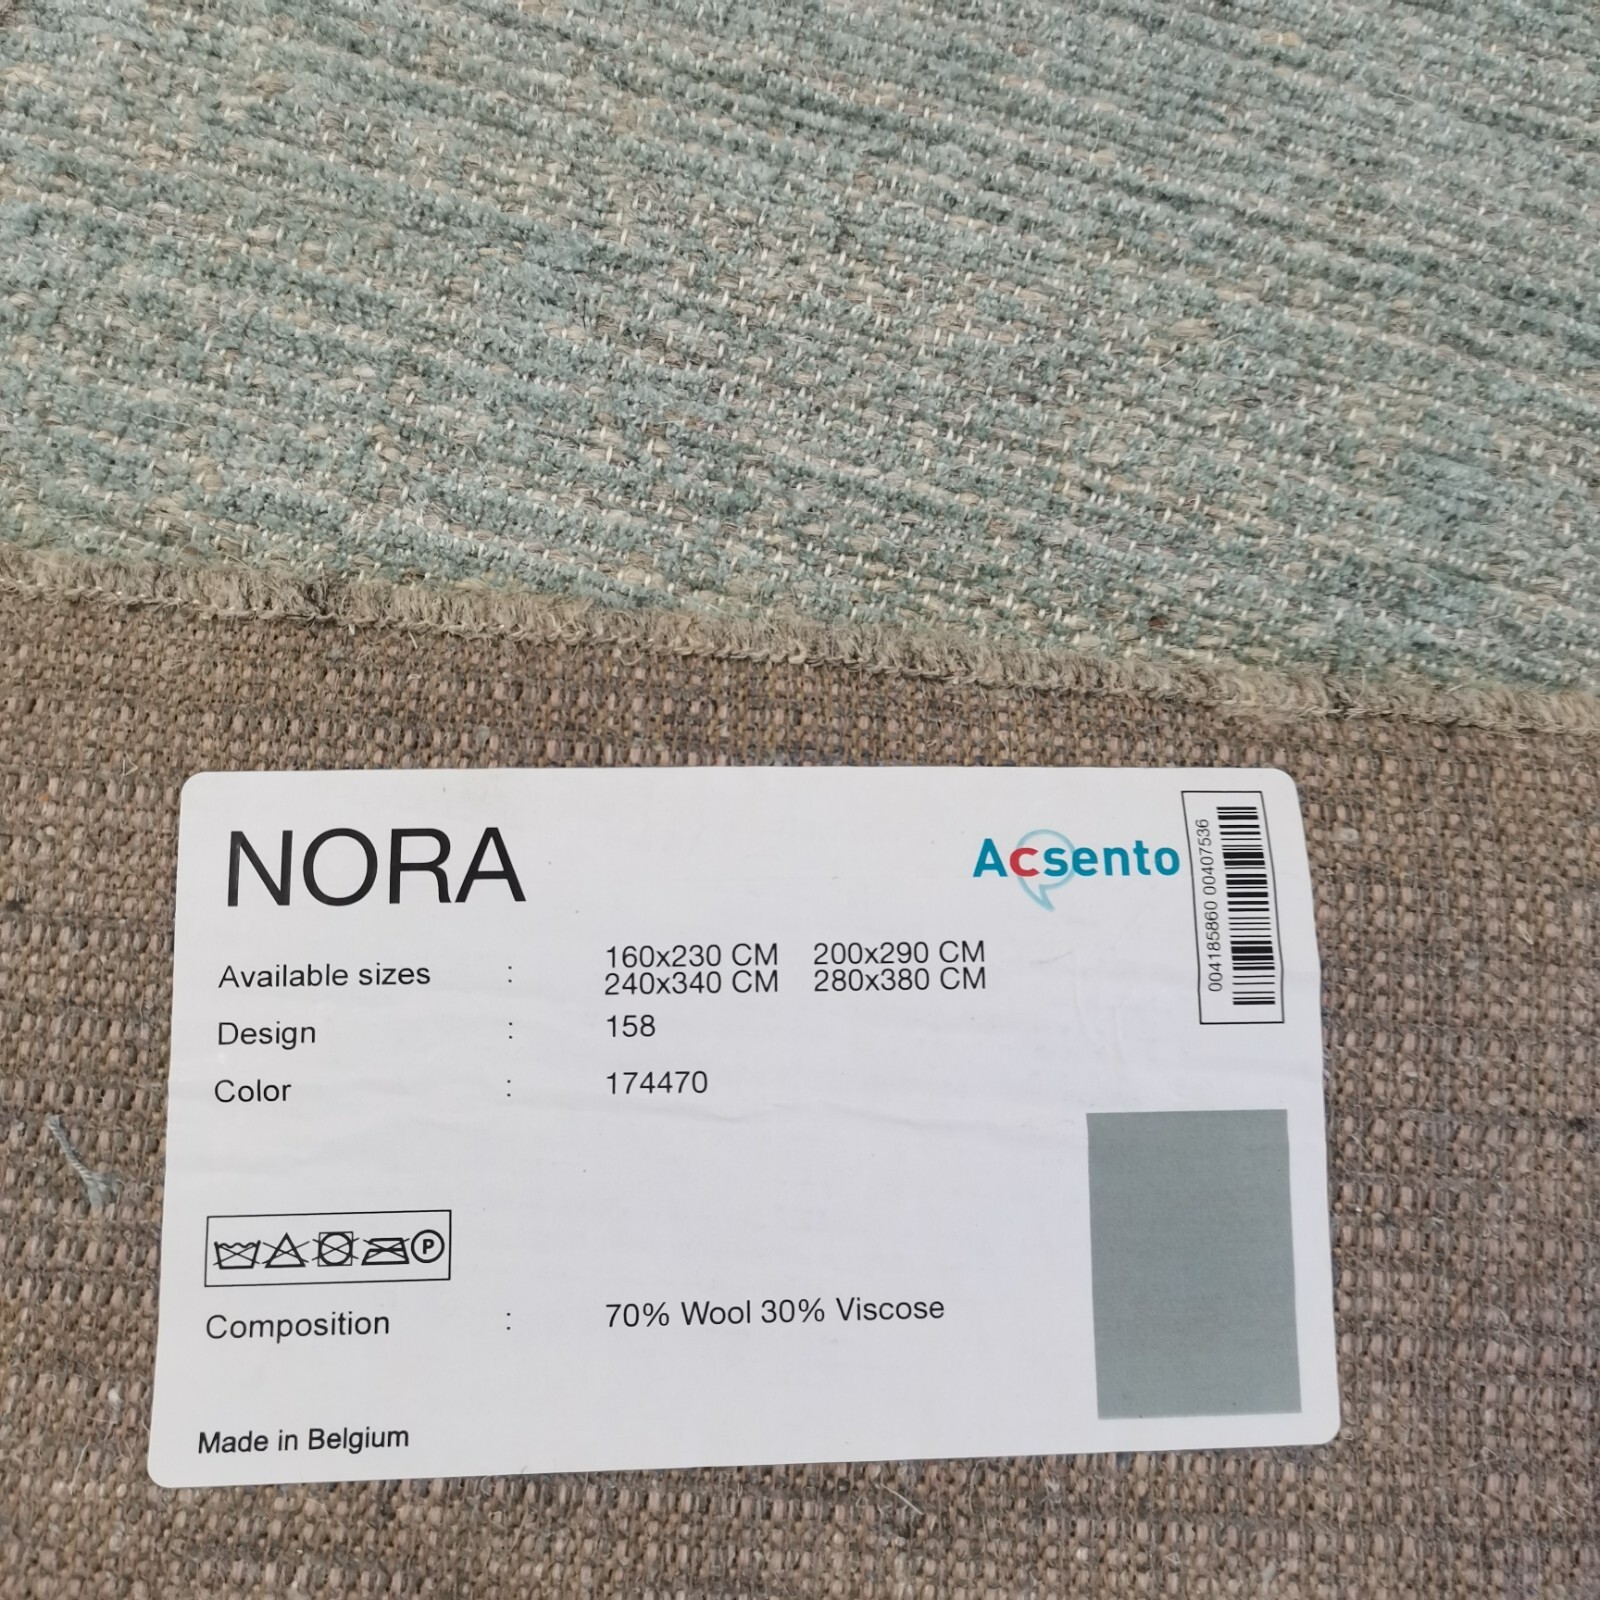 NORA
Acsento
004185860 00407536
Available sizes : 160x230 CM 200x290 CM
240x340 CM 280x380 CM
Design : 158
Color : 174470
P
Composition : 70% Wool 30% Viscose
Made in Belgium